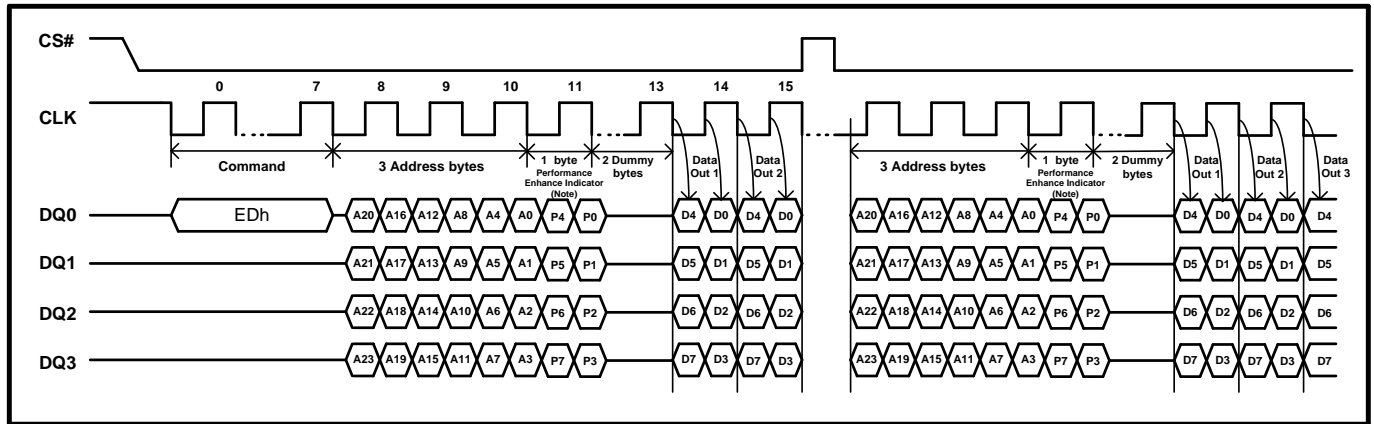 CS#
0 7 8 9 10 11 13 14 15
CLK
Command
3 Address bytes
1 byte
Performance
Enhance Indicator
(Note)
2 Dummy
bytes
Data
Out 1
Data
Out 2
3 Address bytes
1 byte
Performance
Enhance Indicator
(Note)
2 Dummy
bytes
Data
Out 1
Data
Out 2
Data
Out 3
DQ0 EDh A20 A16 A12 A8 A4 A0 P4 P0 D4 D0 D4 D0 A20 A16 A12 A8 A4 A0 P4 P0 D4 D0 D4 D0 D4
DQ1 A21 A17 A13 A9 A5 A1 P5 P1 D5 D1 D5 D1 A21 A17 A13 A9 A5 A1 P5 P1 D5 D1 D5 D1 D5
DQ2 A22 A18 A14 A10 A6 A2 P6 P2 D6 D2 D6 D2 A22 A18 A14 A10 A6 A2 P6 P2 D6 D2 D6 D2 D6
DQ3 A23 A19 A15 A11 A7 A3 P7 P3 D7 D3 D7 D3 A23 A19 A15 A11 A7 A3 P7 P3 D7 D3 D7 D3 D7